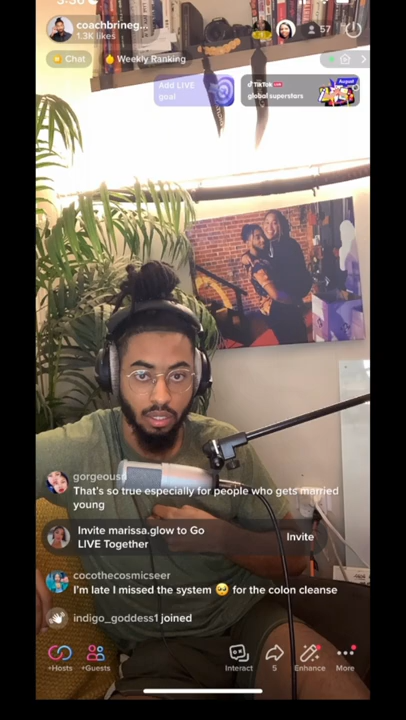 coachbrineg...
1.3K likes
57
Chat
Weekly Ranking
Add LIVE
goal
TikTok LIVE
global superstars
August
gorgeousn
That's so true especially for people who gets married
young
Invite marissa.glow to Go
LIVE Together
Invite
cocothecosmicseer
I'm late I missed the system 🥺 for the colon cleanse
indigo_goddess1 joined
+Hosts
+Guests
Interact
5
Enhance
More